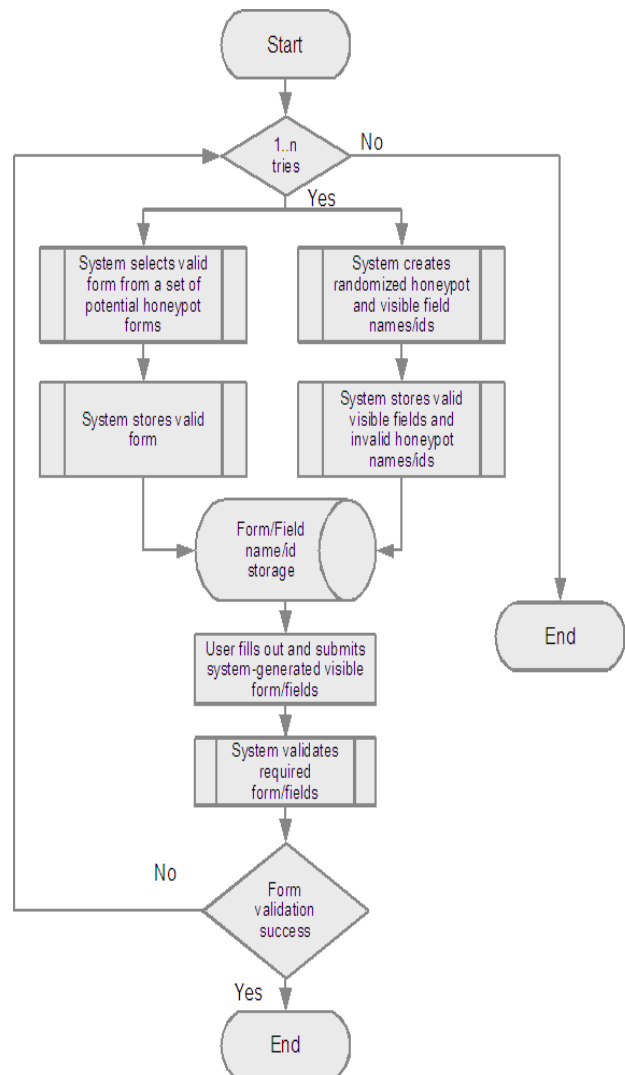 Start
1..n
tries
No
Yes
System selects valid
form from a set of
potential honeypot
forms
System creates
randomized honeypot
and visible field
names/ids
System stores valid
form
System stores valid
visible fields and
invalid honeypot
names/ids
Form/Field
name/id
storage
End
User fills out and submits
system-generated visible
form/fields
System validates
required
form/fields
No
Form
validation
success
Yes
End